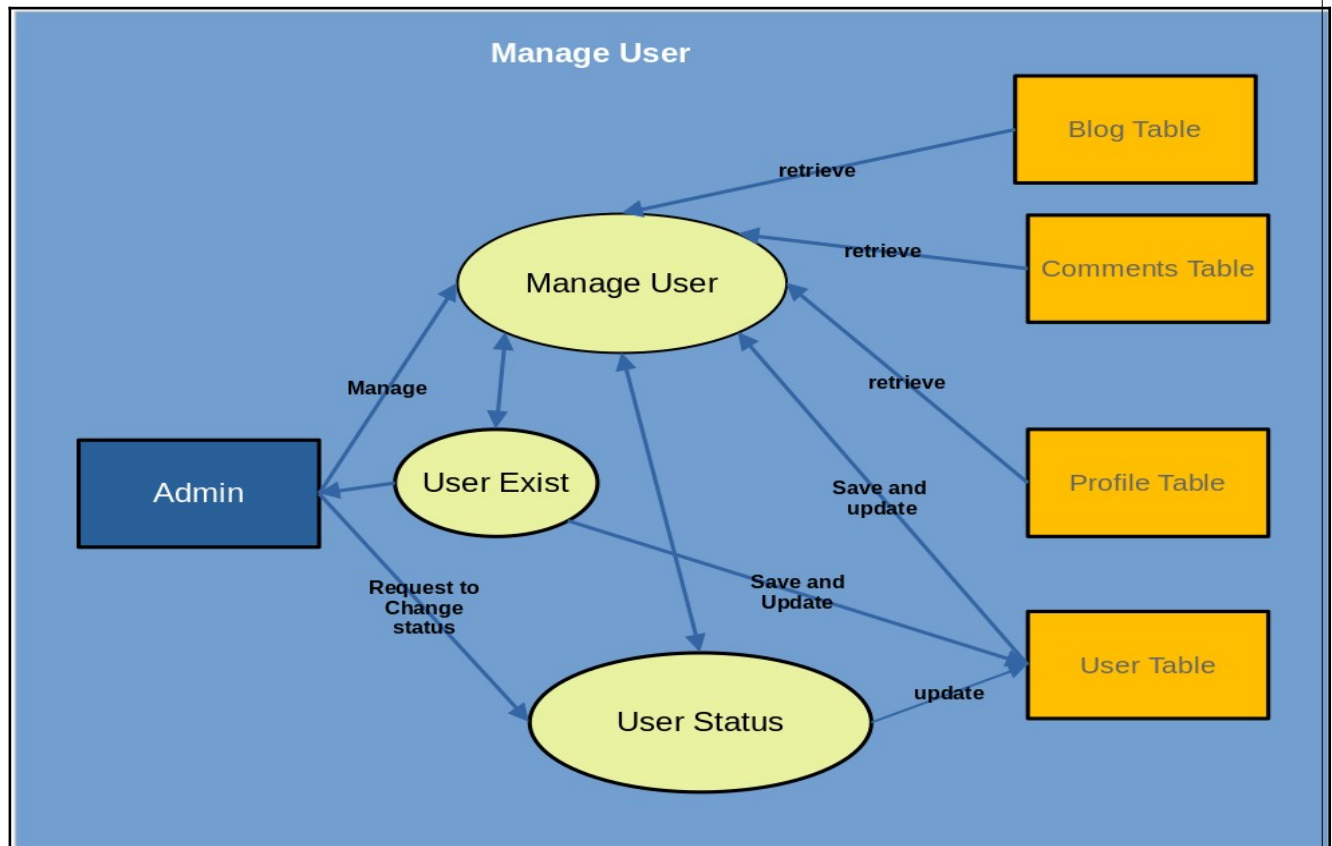 Manage User
Blog Table
retrieve
retrieve
Comments Table
Manage User
Manage
retrieve
Admin
User Exist
Profile Table
Save and
update
Request to
Change
status
Save and
Update
User Table
update
User Status